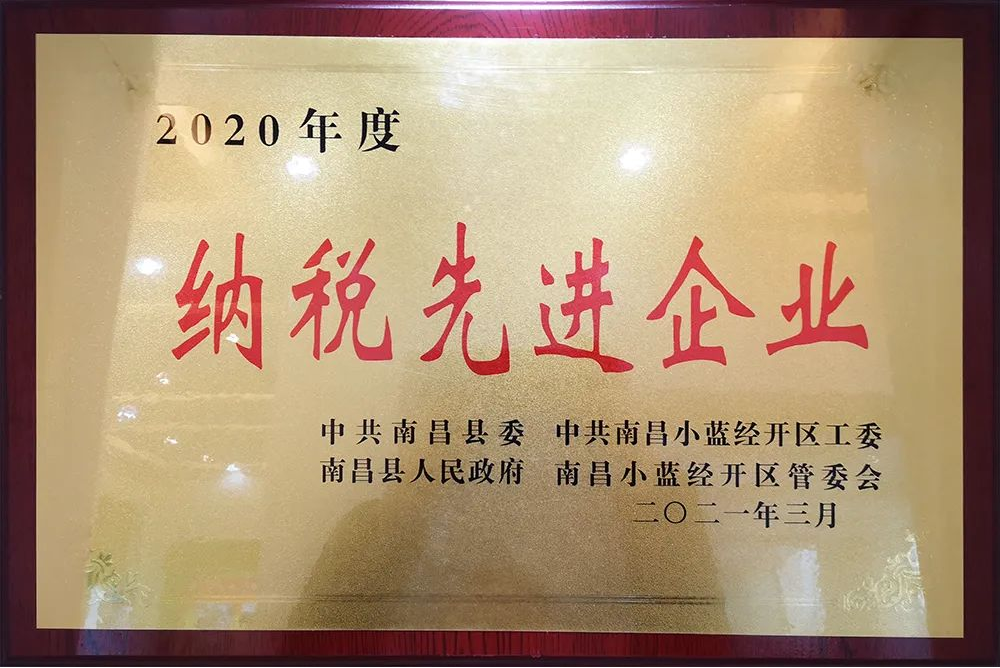 2020年度
纳税先进企业
中共南昌县委 中共南昌小蓝经开区工委
南昌县人民政府 南昌小蓝经开区管委会
二〇二一年三月